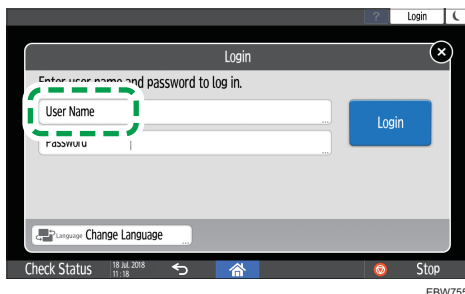 ? Login
Login
Enter user name and password to log in.
User Name
...
Login
Password
...
Language Change Language ...
Check Status 18 Jul. 2018 11:18 Stop
EBW755